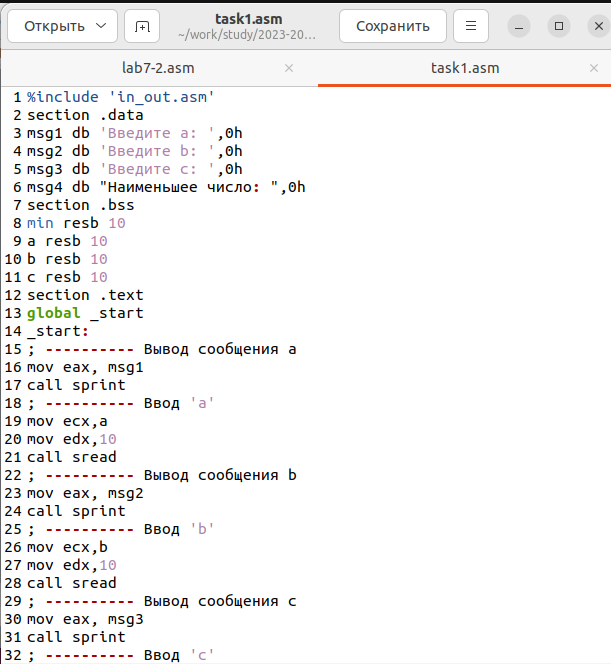 Открыть
task1.asm
~/work/study/2023-20...
Сохранить
lab7-2.asm
task1.asm
1 %include 'in_out.asm'
2 section .data
3 msg1 db 'Введите a: ',0h
4 msg2 db 'Введите b: ',0h
5 msg3 db 'Введите c: ',0h
6 msg4 db "Наименьшее число: ",0h
7 section .bss
8 min resb 10
9 a resb 10
10 b resb 10
11 c resb 10
12 section .text
13 global _start
14 _start:
15 ; ---------- Вывод сообщения a
16 mov eax, msg1
17 call sprint
18 ; ---------- Ввод 'a'
19 mov ecx,a
20 mov edx,10
21 call sread
22 ; ---------- Вывод сообщения b
23 mov eax, msg2
24 call sprint
25 ; ---------- Ввод 'b'
26 mov ecx,b
27 mov edx,10
28 call sread
29 ; ---------- Вывод сообщения c
30 mov eax, msg3
31 call sprint
32 ; ---------- Ввод 'c'